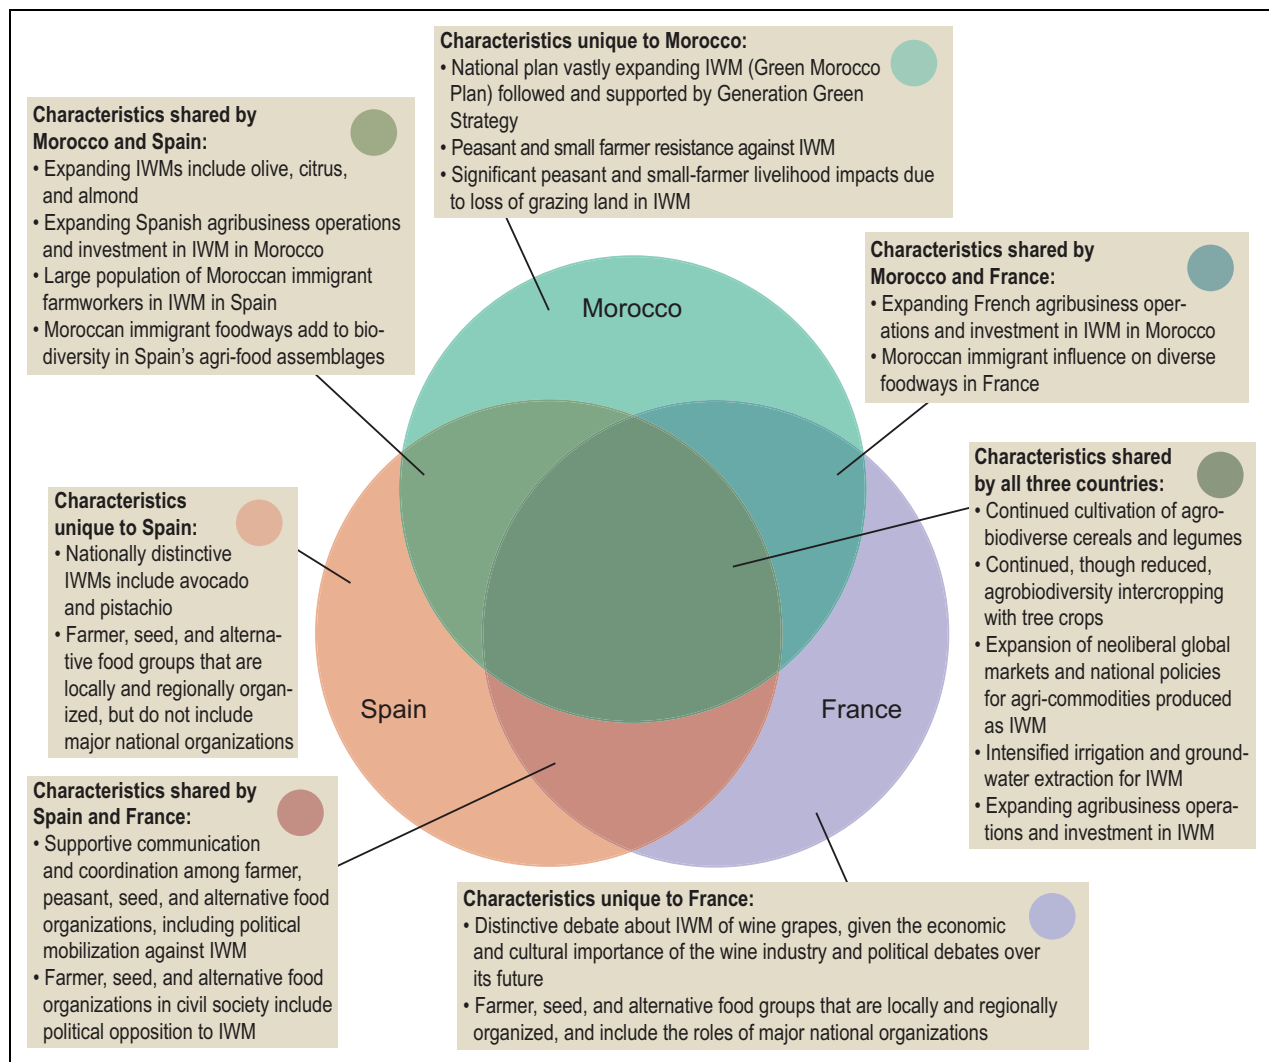 Characteristics unique to Morocco:
• National plan vastly expanding IWM (Green Morocco
Plan) followed and supported by Generation Green
Strategy
• Peasant and small farmer resistance against IWM
• Significant peasant and small-farmer livelihood impacts due
to loss of grazing land in IWM
Characteristics shared by
Morocco and Spain:
• Expanding IWMs include olive, citrus,
and almond
• Expanding Spanish agribusiness operations
and investment in IWM in Morocco
• Large population of Moroccan immigrant
farmworkers in IWM in Spain
• Moroccan immigrant foodways add to bio-
diversity in Spain's agri-food assemblages
Characteristics shared by
Morocco and France:
• Expanding French agribusiness oper-
ations and investment in IWM in Morocco
• Moroccan immigrant influence on diverse
foodways in France
Morocco
Characteristics shared
by all three countries:
• Continued cultivation of agro-
biodiverse cereals and legumes
• Continued, though reduced,
agrobiodiversity intercropping
with tree crops
• Expansion of neoliberal global
markets and national policies
for agri-commodities produced
as IWM
• Intensified irrigation and ground-
water extraction for IWM
• Expanding agribusiness opera-
tions and investment in IWM
Characteristics
unique to Spain:
• Nationally distinctive
IWMs include avocado
and pistachio
• Farmer, seed, and alterna-
tive food groups that are
locally and regionally organ-
ized, but do not include
major national organizations
Spain
France
Characteristics shared by
Spain and France:
• Supportive communication
and coordination among farmer,
peasant, seed, and alternative food
organizations, including political
mobilization against IWM
• Farmer, seed, and alternative food
organizations in civil society include
political opposition to IWM
Characteristics unique to France:
• Distinctive debate about IWM of wine grapes, given the economic
and cultural importance of the wine industry and political debates over
its future
• Farmer, seed, and alternative food groups that are locally and regionally
organized, and include the roles of major national organizations